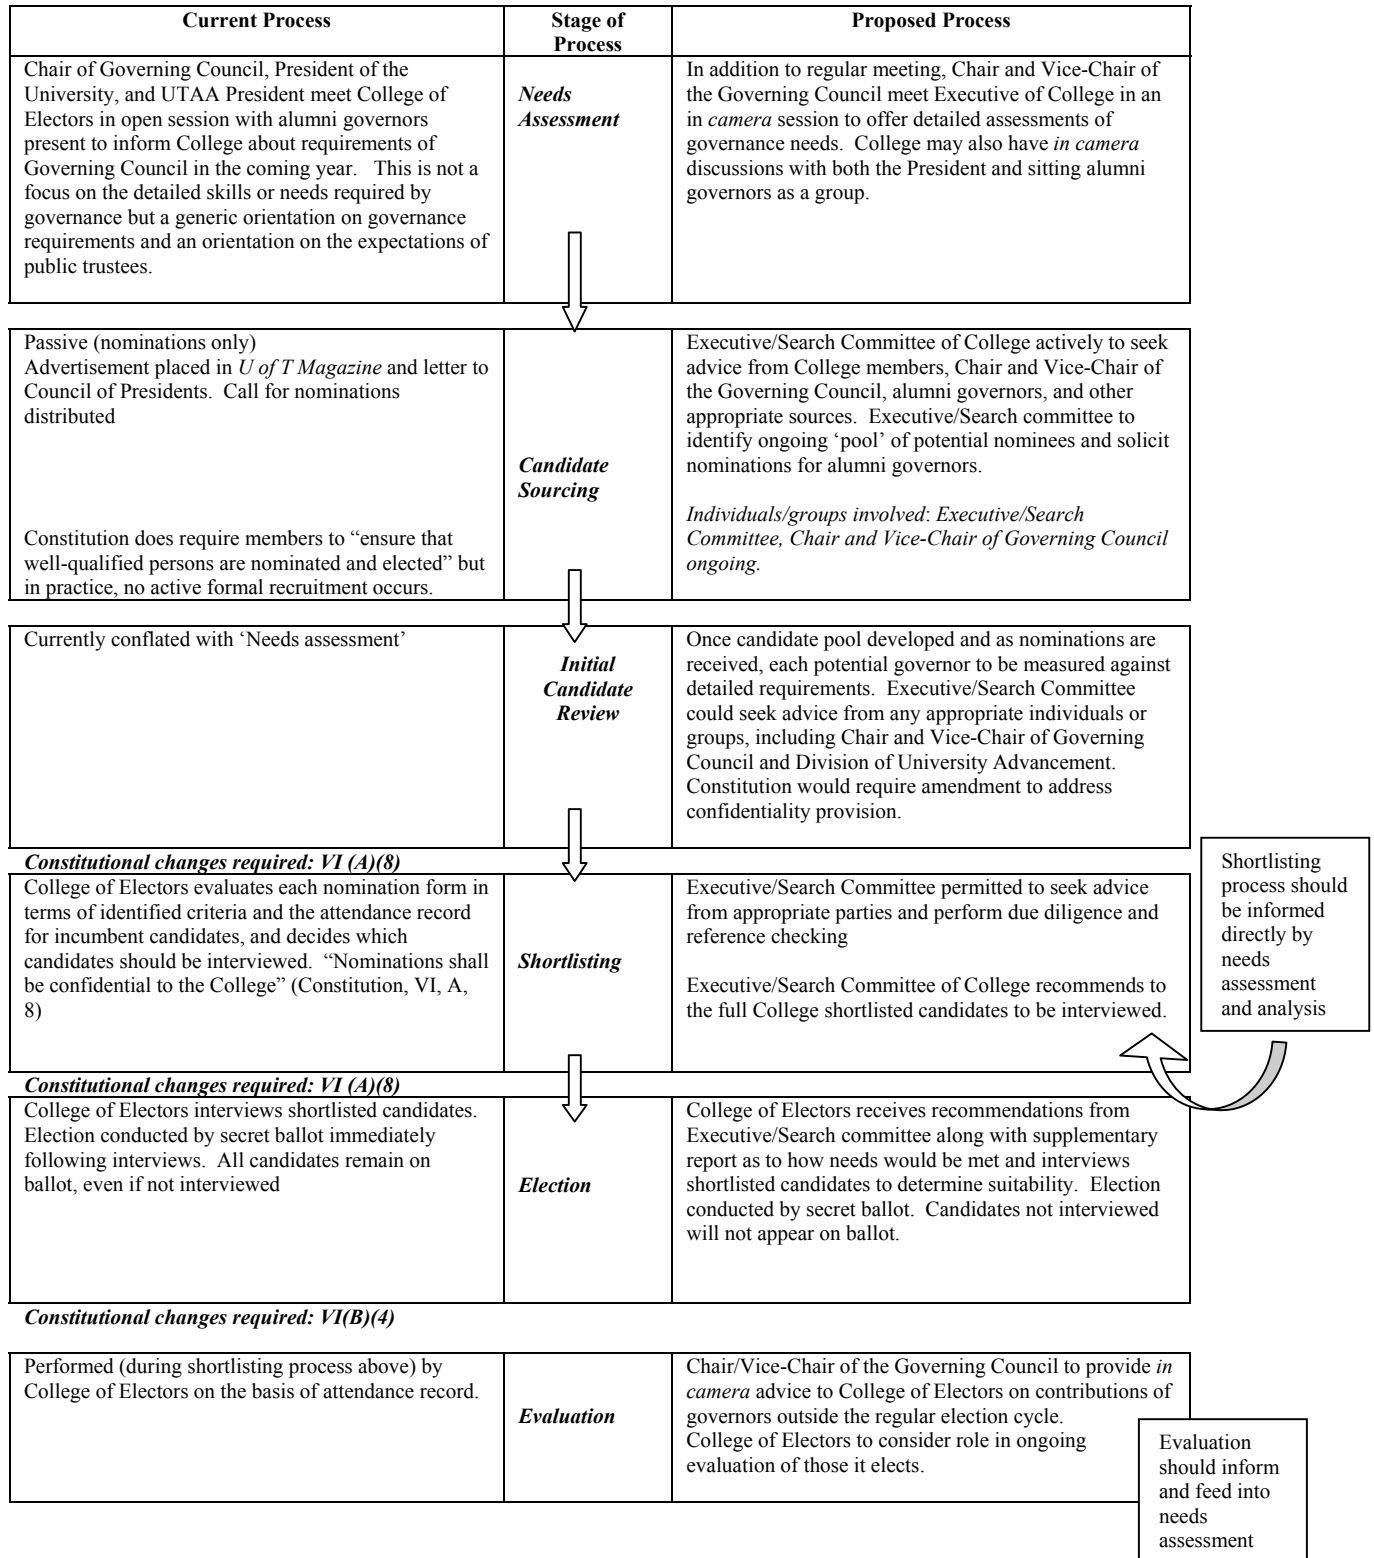 Current Process
Stage of
Process
Proposed Process
Chair of Governing Council, President of the
University, and UTAA President meet College of
Electors in open session with alumni governors
present to inform College about requirements of
Governing Council in the coming year.   This is not a
focus on the detailed skills or needs required by
governance but a generic orientation on governance
requirements and an orientation on the expectations of
public trustees.
Needs
Assessment
In addition to regular meeting, Chair and Vice-Chair of
the Governing Council meet Executive of College in an
in camera session to offer detailed assessments of
governance needs.  College may also have in camera
discussions with both the President and sitting alumni
governors as a group.
Passive (nominations only)
Advertisement placed in U of T Magazine and letter to
Council of Presidents.  Call for nominations
distributed
Constitution does require members to “ensure that
well-qualified persons are nominated and elected” but
in practice, no active formal recruitment occurs.
Candidate
Sourcing
Executive/Search Committee of College actively to seek
advice from College members, Chair and Vice-Chair of
the Governing Council, alumni governors, and other
appropriate sources.  Executive/Search committee to
identify ongoing ‘pool’ of potential nominees and solicit
nominations for alumni governors.
Individuals/groups involved: Executive/Search
Committee, Chair and Vice-Chair of Governing Council
ongoing.
Currently conflated with ‘Needs assessment’
Initial
Candidate
Review
Once candidate pool developed and as nominations are
received, each potential governor to be measured against
detailed requirements.  Executive/Search Committee
could seek advice from any appropriate individuals or
groups, including Chair and Vice-Chair of Governing
Council and Division of University Advancement.
Constitution would require amendment to address
confidentiality provision.
Constitutional changes required: VI (A)(8)
College of Electors evaluates each nomination form in
terms of identified criteria and the attendance record
for incumbent candidates, and decides which
candidates should be interviewed.  “Nominations shall
be confidential to the College” (Constitution, VI, A,
8)
Shortlisting
Executive/Search Committee permitted to seek advice
from appropriate parties and perform due diligence and
reference checking
Executive/Search Committee of College recommends to
the full College shortlisted candidates to be interviewed.
Shortlisting
process should
be informed
directly by
needs
assessment
and analysis
Constitutional changes required: VI (A)(8)
College of Electors interviews shortlisted candidates.
Election conducted by secret ballot immediately
following interviews.  All candidates remain on
ballot, even if not interviewed
Election
College of Electors receives recommendations from
Executive/Search committee along with supplementary
report as to how needs would be met and interviews
shortlisted candidates to determine suitability.  Election
conducted by secret ballot.  Candidates not interviewed
will not appear on ballot.
Constitutional changes required: VI(B)(4)
Performed (during shortlisting process above) by
College of Electors on the basis of attendance record.
Evaluation
Chair/Vice-Chair of the Governing Council to provide in
camera advice to College of Electors on contributions of
governors outside the regular election cycle.
College of Electors to consider role in ongoing
evaluation of those it elects.
Evaluation
should inform
and feed into
needs
assessment